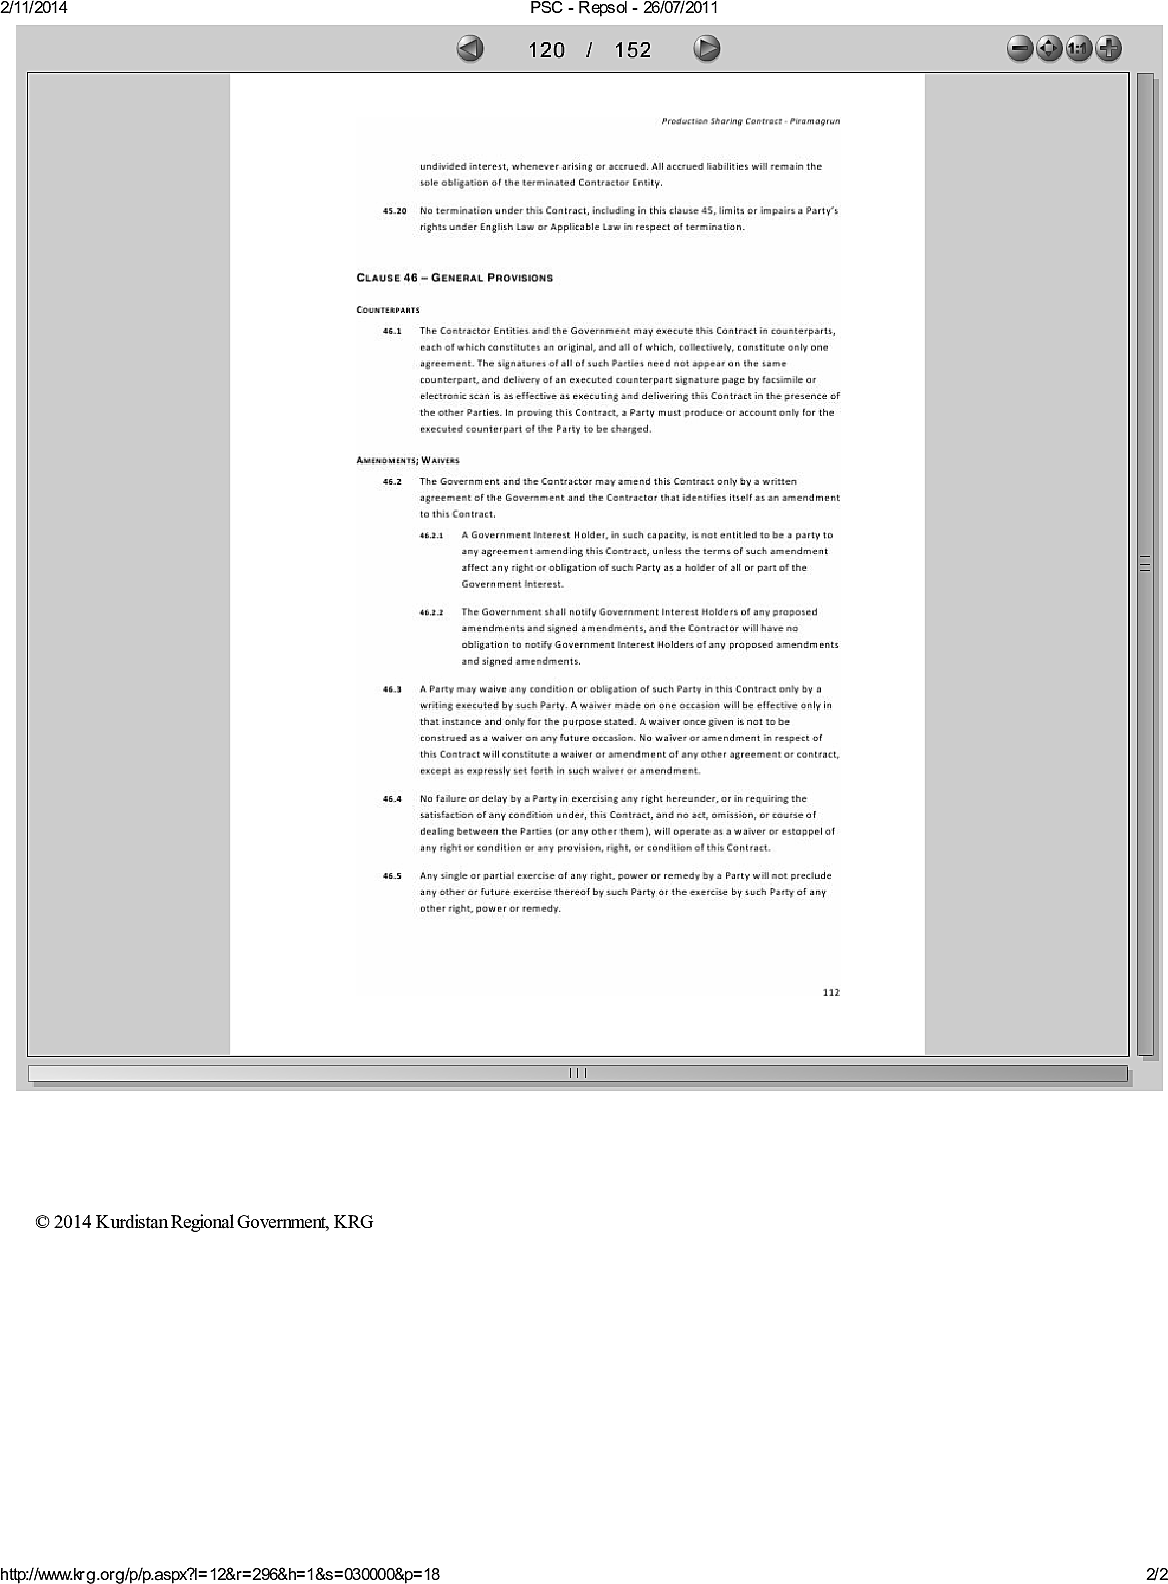 2/11/2014
PSC - Repsol - 26/07/2011
120 / 152
1:1
Production Sharing Contract - Piramagrun
undivided interest, whenever arising or accrued. All accrued liabilities will remain the
sole obligation of the terminated Contractor Entity.
45.20 No termination under this Contract, including in this clause 45, limits or impairs a Party's
rights under English Law or Applicable Law in respect of termination.
CLAUSE 46 – GENERAL PROVISIONS
COUNTERPARTS
46.1 The Contractor Entities and the Government may execute this Contract in counterparts,
each of which constitutes an original, and all of which, collectively, constitute only one
agreement. The signatures of all of such Parties need not appear on the same
counterpart, and delivery of an executed counterpart signature page by facsimile or
electronic scan is as effective as executing and delivering this Contract in the presence of
the other Parties. In proving this Contract, a Party must produce or account only for the
executed counterpart of the Party to be charged.
AMENDMENTS; WAIVERS
46.2 The Government and the Contractor may amend this Contract only by a written
agreement of the Government and the Contractor that identifies itself as an amendment
to this Contract.
46.2.1 A Government Interest Holder, in such capacity, is not entitled to be a party to
any agreement amending this Contract, unless the terms of such amendment
affect any right or obligation of such Party as a holder of all or part of the
Government Interest.
46.2.2 The Government shall notify Government Interest Holders of any proposed
amendments and signed amendments, and the Contractor will have no
obligation to notify Government Interest Holders of any proposed amendments
and signed amendments.
46.3 A Party may waive any condition or obligation of such Party in this Contract only by a
writing executed by such Party. A waiver made on one occasion will be effective only in
that instance and only for the purpose stated. A waiver once given is not to be
construed as a waiver on any future occasion. No waiver or amendment in respect of
this Contract will constitute a waiver or amendment of any other agreement or contract,
except as expressly set forth in such waiver or amendment.
46.4 No failure or delay by a Party in exercising any right hereunder, or in requiring the
satisfaction of any condition under, this Contract, and no act, omission, or course of
dealing between the Parties (or any other them), will operate as a waiver or estoppel of
any right or condition or any provision, right, or condition of this Contract.
46.5 Any single or partial exercise of any right, power or remedy by a Party will not preclude
any other or future exercise thereof by such Party or the exercise by such Party of any
other right, power or remedy.
112
© 2014 Kurdistan Regional Government, KRG
http://www.krg.org/p/p.aspx?l=12&r=296&h=1&s=030000&p=18
2/2